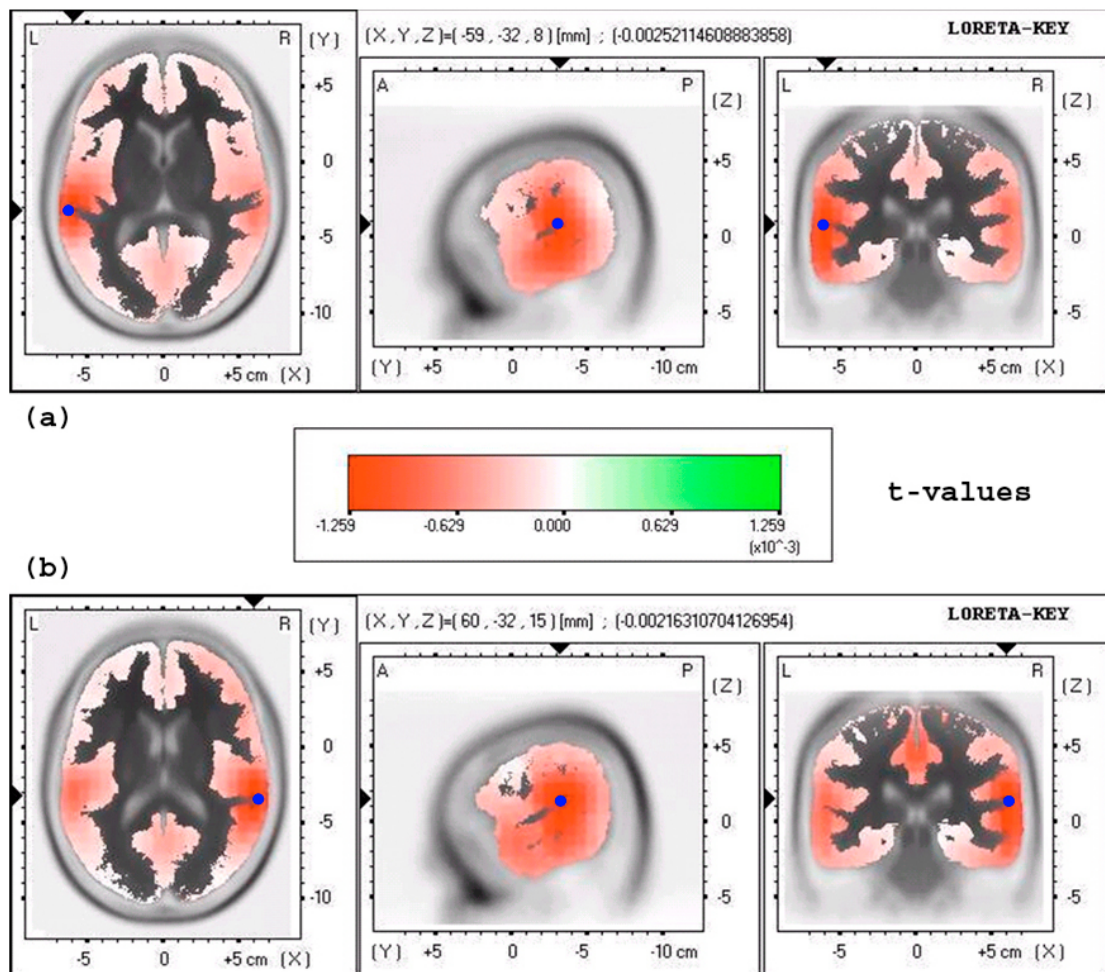 L R (Y) (X,Y,Z)=(-59,-32,8)[mm] ; (-0.00252114608883858) LORETA-KEY
+5
0
-5
-10
-5 0 +5 cm (X)
A P (Z)
+5
0
-5
(Y) +5 0 -5 -10 cm
L R (Z)
+5
0
-5
-5 0 +5 cm (X)
(a)
-1.259 -0.629 0.000 0.629 1.259
(x10^-3)
t-values
(b)
L R (Y) (X,Y,Z)=(60,-32,15)[mm] ; (-0.00216310704126954) LORETA-KEY
+5
0
-5
-10
-5 0 +5 cm (X)
A P (Z)
+5
0
-5
(Y) +5 0 -5 -10 cm
L R (Z)
+5
0
-5
-5 0 +5 cm (X)